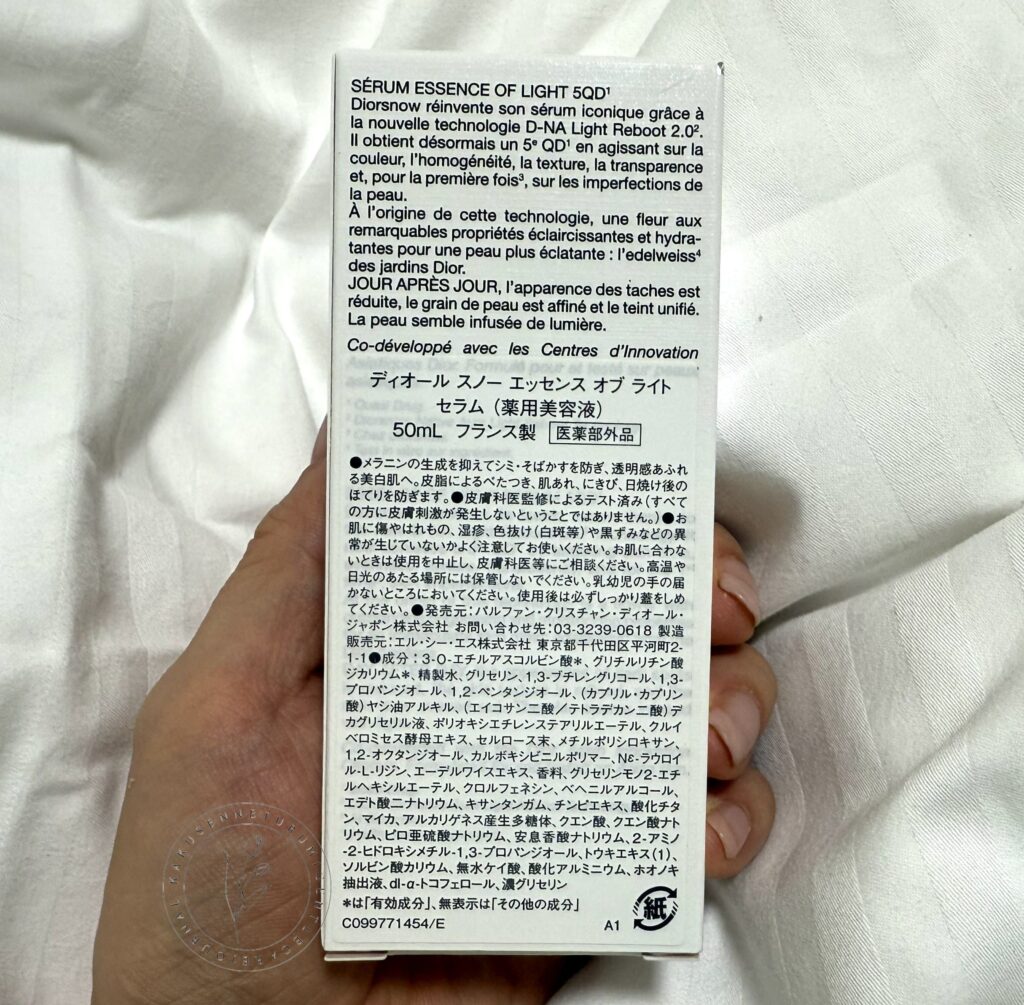 SÉRUM ESSENCE OF LIGHT 5QD¹
Diorsnow réinvente son sérum iconique grâce à
la nouvelle technologie D-NA Light Reboot 2.0².
Il obtient désormais un 5ᵉ QD¹ en agissant sur la
couleur, l'homogénéité, la texture, la transparence
et, pour la première fois³, sur les imperfections de
la peau.
À l'origine de cette technologie, une fleur aux
remarquables propriétés éclaircissantes et hydra-
tantes pour une peau plus éclatante : l'edelweiss⁴
des jardins Dior.
JOUR APRÈS JOUR, l'apparence des taches est
réduite, le grain de peau est affiné et le teint unifié.
La peau semble infusée de lumière.
Co-développé avec les Centres d'Innovation
ディオール スノー エッセンス オブ ライト
セラム（薬用美容液）
50mL フランス製 医薬部外品
●メラニンの生成を抑えてシミ・そばかすを防ぎ、透明感あふれ
る美白肌へ。皮脂によるべたつき、肌あれ、にきび、日焼け後の
ほてりを防ぎます。●皮膚科医監修によるテスト済み（すべて
の方に皮膚刺激が発生しないということではありません。）●お
肌に傷やはれもの、湿疹、色抜け（白斑等）や黒ずみなどの異
常が生じていないかよく注意してお使いください。お肌に合わな
いときは使用を中止し、皮膚科医等にご相談ください。高温や
日光のあたる場所には保管しないでください。乳幼児の手の届
かないところにおいてください。使用後は必ずしっかり蓋をしめ
てください。●発売元：パルファン・クリスチャン・ディオール・
ジャポン株式会社 お問い合わせ先：03-3239-0618 製造
販売元：エル・シー・エス株式会社 東京都千代田区平河町2-
1-1●成分：3-O-エチルアスコルビン酸＊、グリチルリチン酸
ジカリウム＊、精製水、グリセリン、1,3-ブチレングリコール、1,3-
プロパンジオール、1,2-ペンタンジオール、（カプリル・カプリン
酸）ヤシ油アルキル、（エイコサン二酸／テトラデカン二酸）デ
カグリセリル液、ポリオキシエチレンステアリルエーテル、クルイ
ベロミセス酵母エキス、セルロース末、メチルポリシロキサン、
1,2-オクタンジオール、カルボキシビニルポリマー、Nε-ラウロイ
ル-L-リジン、エーデルワイスエキス、香料、グリセリンモノ2-エチ
ルヘキシルエーテル、クロルフェネシン、ベヘニルアルコール、
エデト酸二ナトリウム、キサンタンガム、チンピエキス、酸化チタ
ン、マイカ、アルカリゲネス産生多糖体、クエン酸、クエン酸ナト
リウム、ピロ亜硫酸ナトリウム、安息香酸ナトリウム、2-アミノ
-2-ヒドロキシメチル-1,3-プロパンジオール、トウキエキス（1）、
ソルビン酸カリウム、無水ケイ酸、酸化アルミニウム、ホオノキ
抽出液、dl-α-トコフェロール、濃グリセリン
＊は「有効成分」、無表示は「その他の成分」
C099771454/E A1 紙